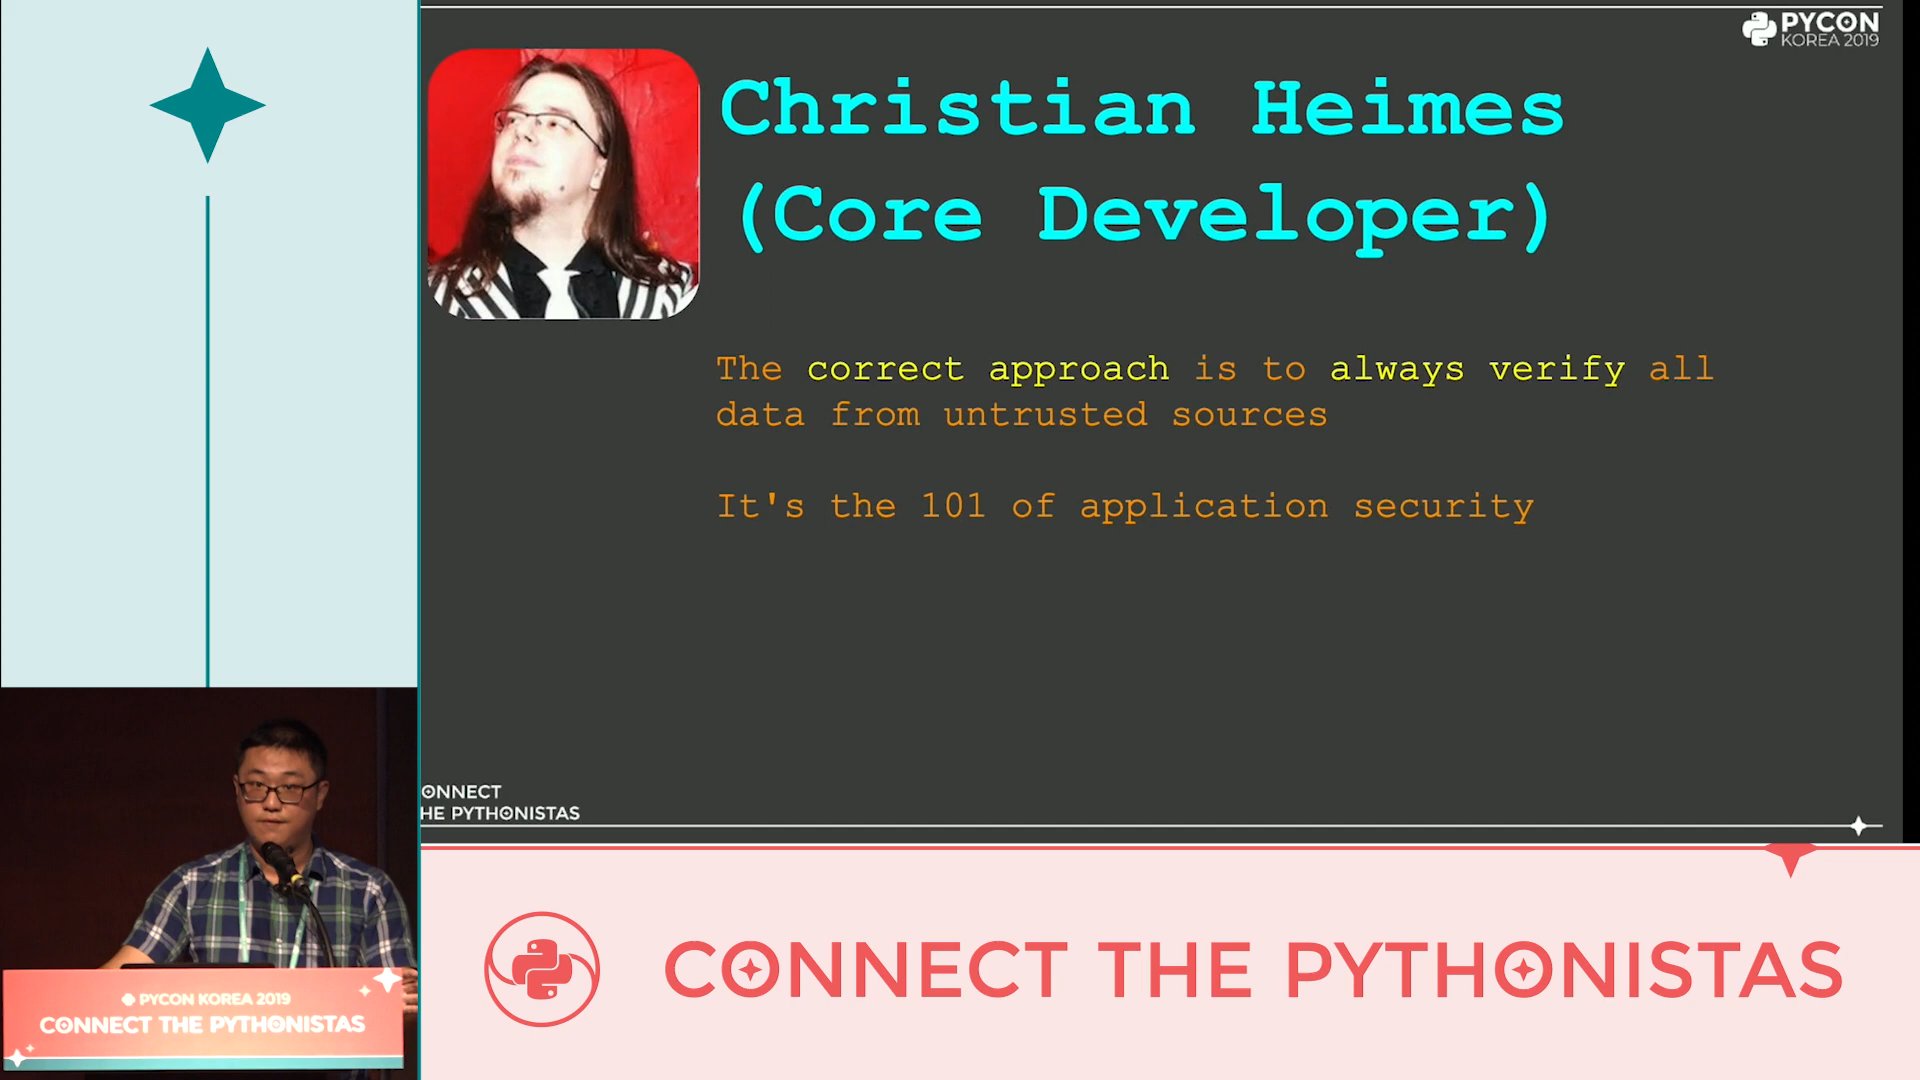 PYCON
KOREA 2019
Christian Heimes
(Core Developer)
The correct approach is to always verify all
data from untrusted sources
It's the 101 of application security
ONNECT
HE PYTHONISTAS
PYCON KOREA 2019
CONNECT THE PYTHONISTAS
CONNECT THE PYTHONISTAS